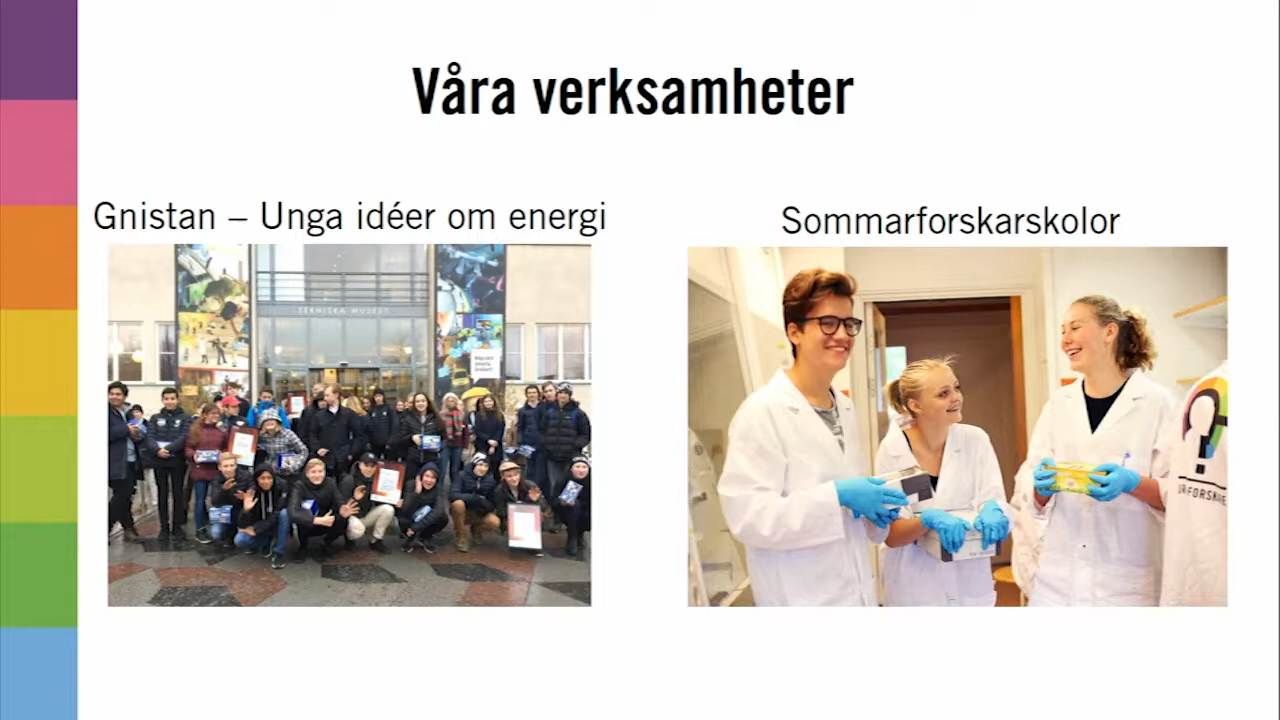 Våra verksamheter
Gnistan – Unga idéer om energi
Sommarforskarskolor
TEKNISKA MUSEET